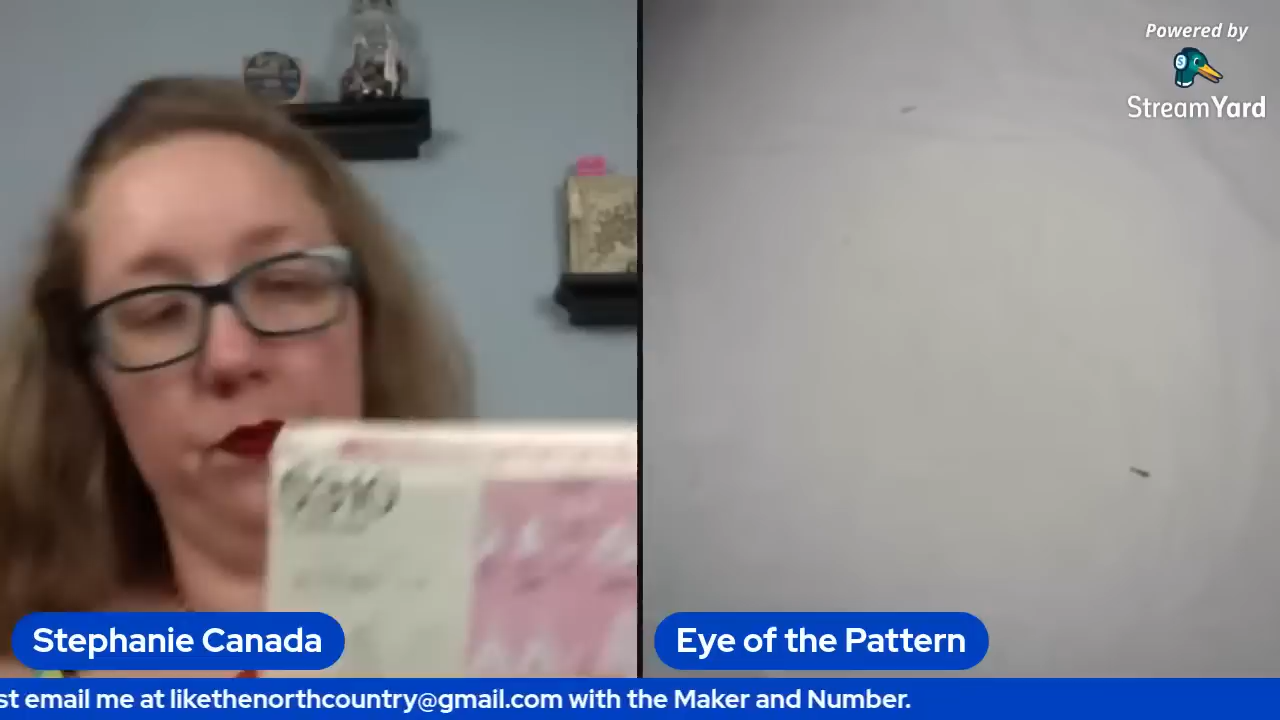 Powered by
StreamYard
Stephanie Canada
Eye of the Pattern
st email me at likethenorthcountry@gmail.com with the Maker and Number.